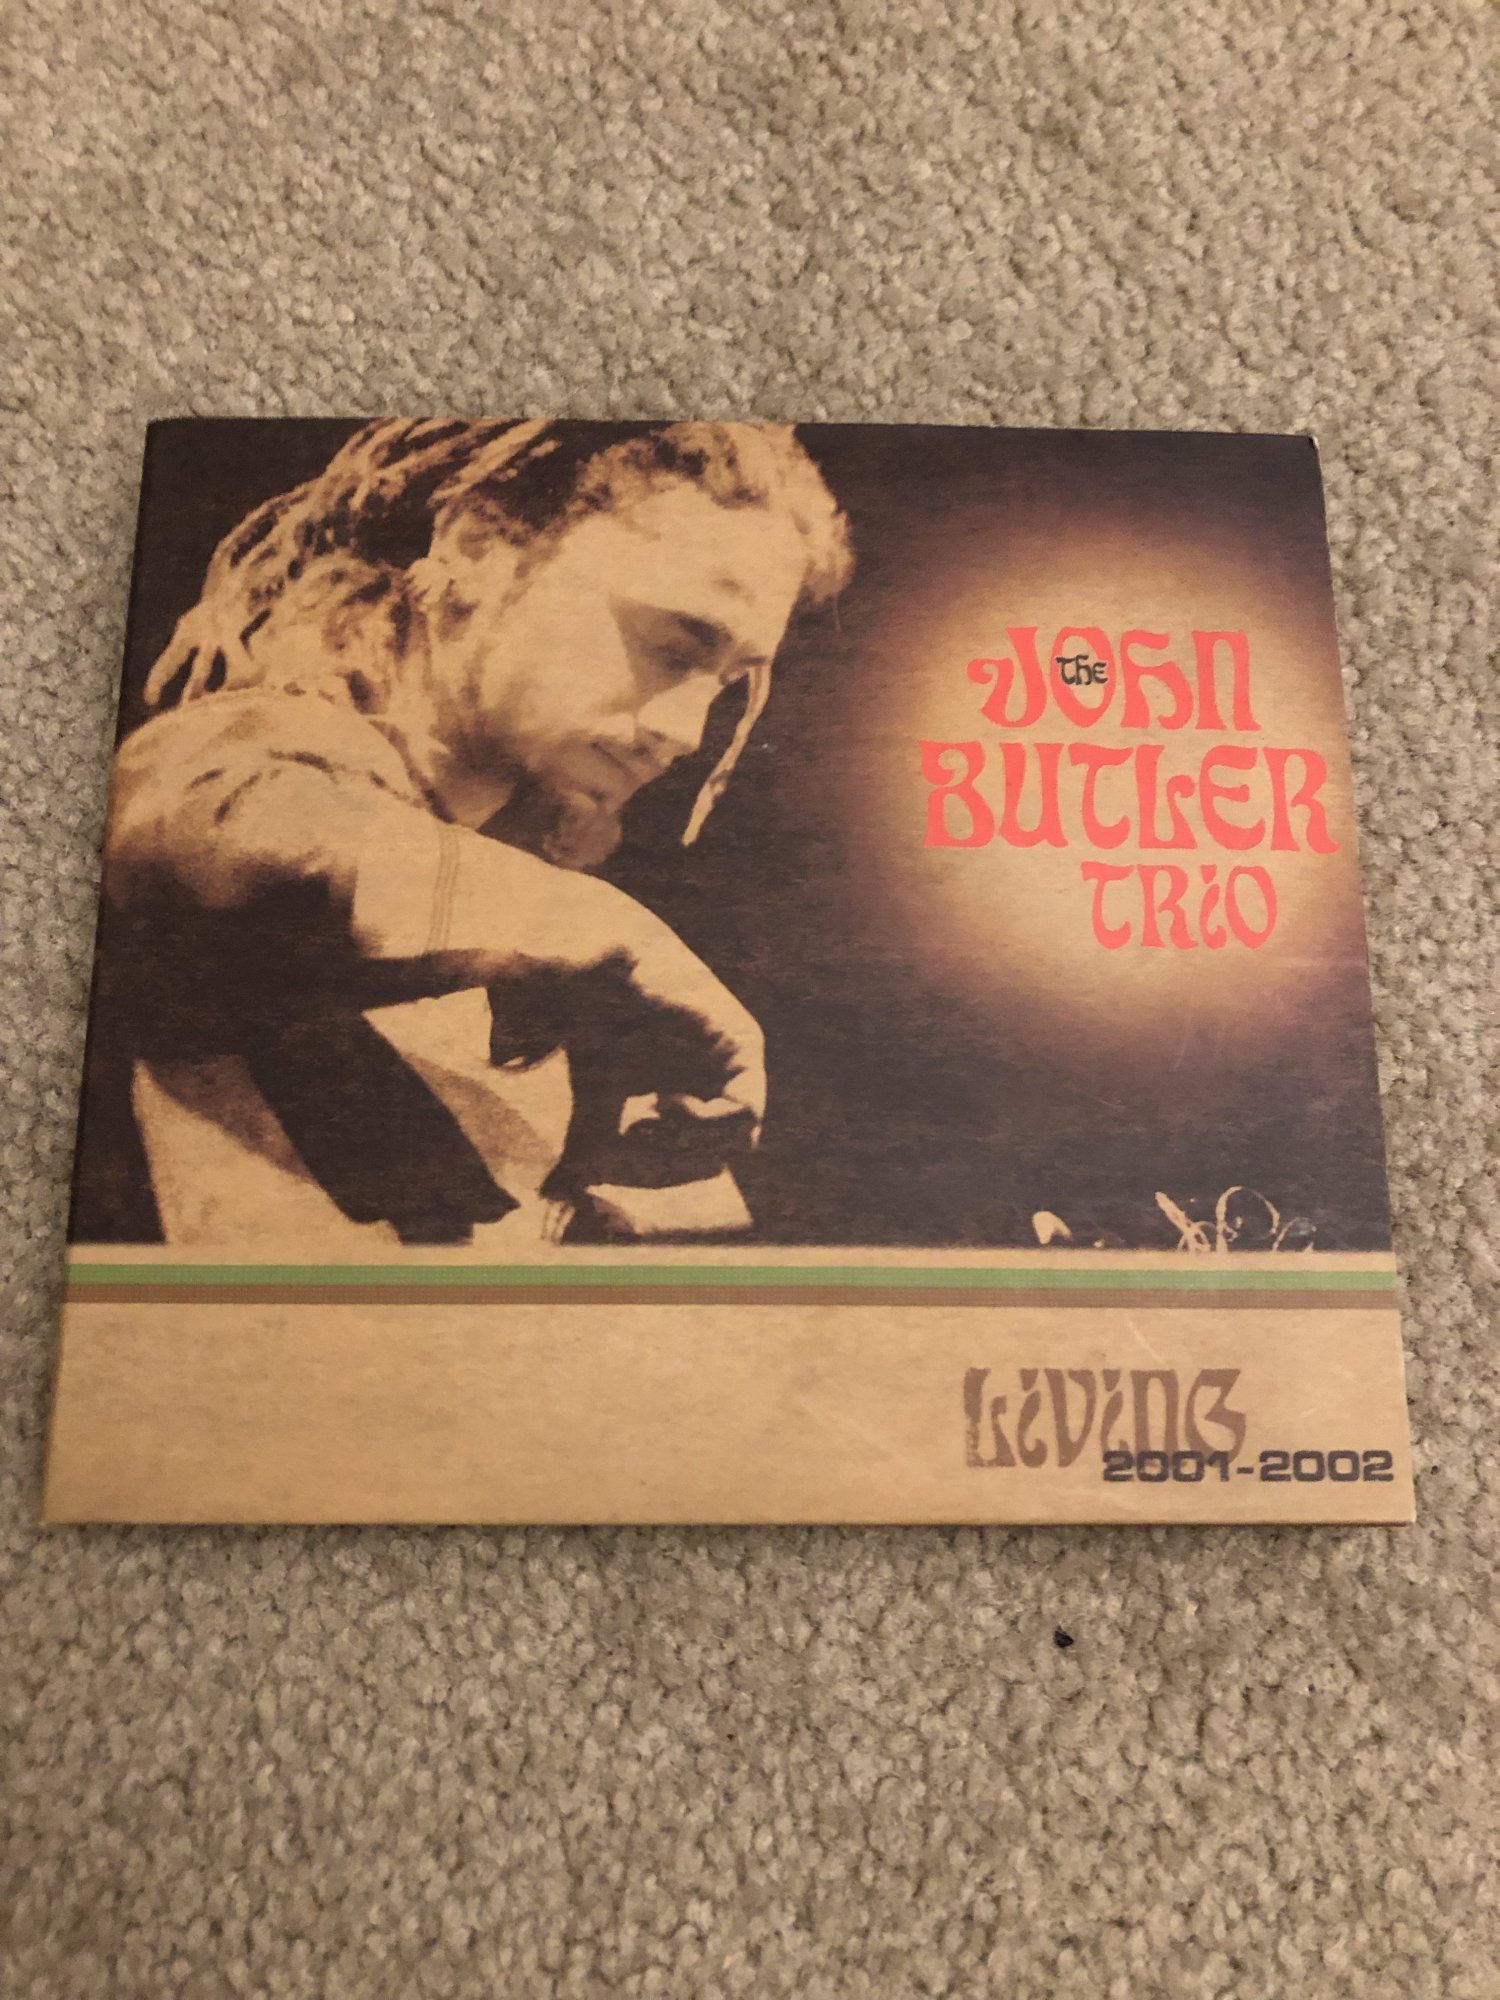 THE
JOHN
BUTLER
TRiO
LiViNG
2001-2002